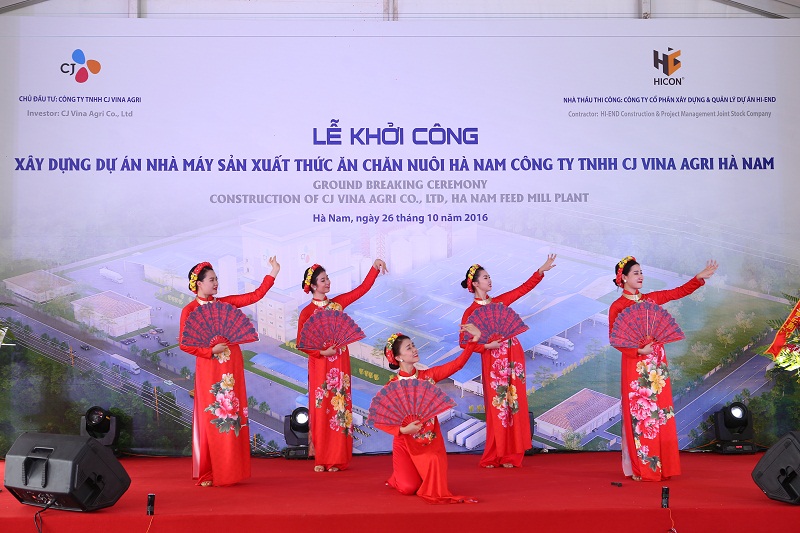 CJ
HICON
CHỦ ĐẦU TƯ: CÔNG TY TNHH CJ VINA AGRI
Investor: CJ Vina Agri Co., Ltd
NHÀ THẦU THI CÔNG: CÔNG TY CỔ PHẦN XÂY DỰNG & QUẢN LÝ DỰ ÁN HI-END
Contractor: HI-END Construction & Project Management Joint Stock Company
LỄ KHỞI CÔNG
XÂY DỰNG DỰ ÁN NHÀ MÁY SẢN XUẤT THỨC ĂN CHĂN NUÔI HÀ NAM CÔNG TY TNHH CJ VINA AGRI HÀ NAM
GROUND BREAKING CEREMONY
CONSTRUCTION OF CJ VINA AGRI CO., LTD, HA NAM FEED MILL PLANT
Hà Nam, ngày 26 tháng 10 năm 2016